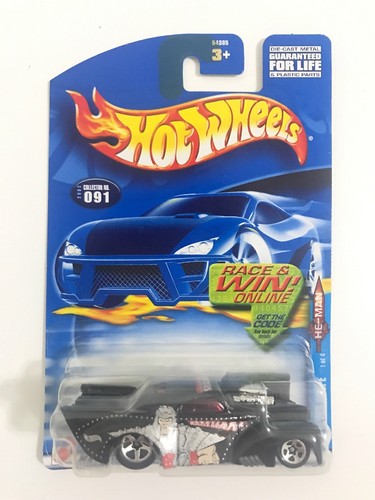 54385
3+
DIE-CAST METAL
GUARANTEED
FOR LIFE
& PLASTIC PARTS
HOT WHEELS
®
COLLECTOR NO.
091
RACE &
WIN!
ONLINE
GET THE
CODE!
HE-MAN